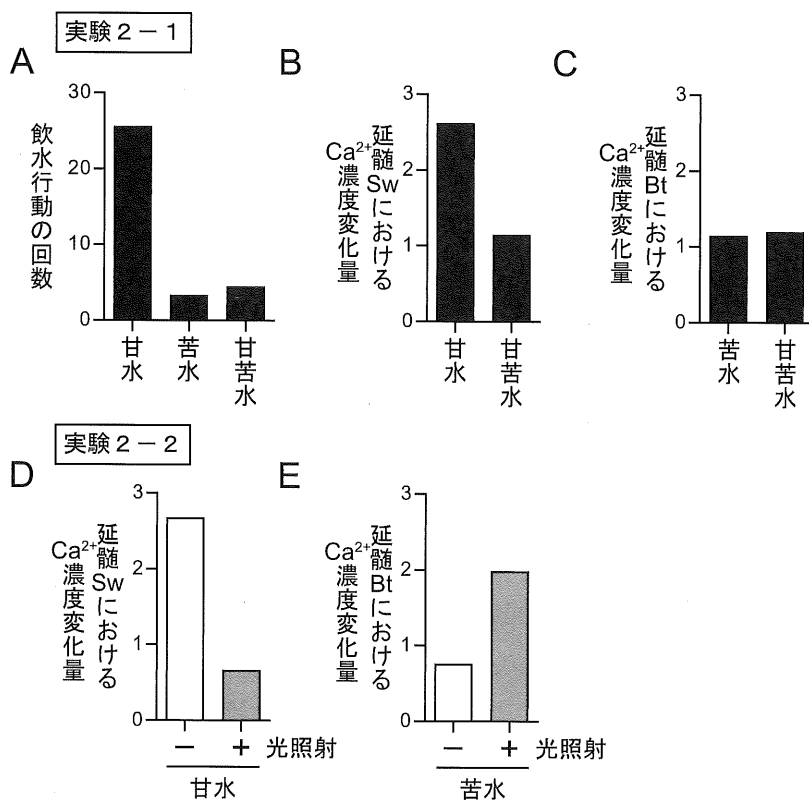 実験2-1
A
30
20
10
0
飲水行動の回数
甘水
苦水
甘苦水
B
3
2
1
0
延髄Swにおける
Ca²⁺濃度変化量
甘水
甘苦水
C
3
2
1
0
延髄Btにおける
Ca²⁺濃度変化量
苦水
甘苦水
実験2-2
D
3
2
1
0
延髄Swにおける
Ca²⁺濃度変化量
- + 光照射
甘水
E
3
2
1
0
延髄Btにおける
Ca²⁺濃度変化量
- + 光照射
苦水